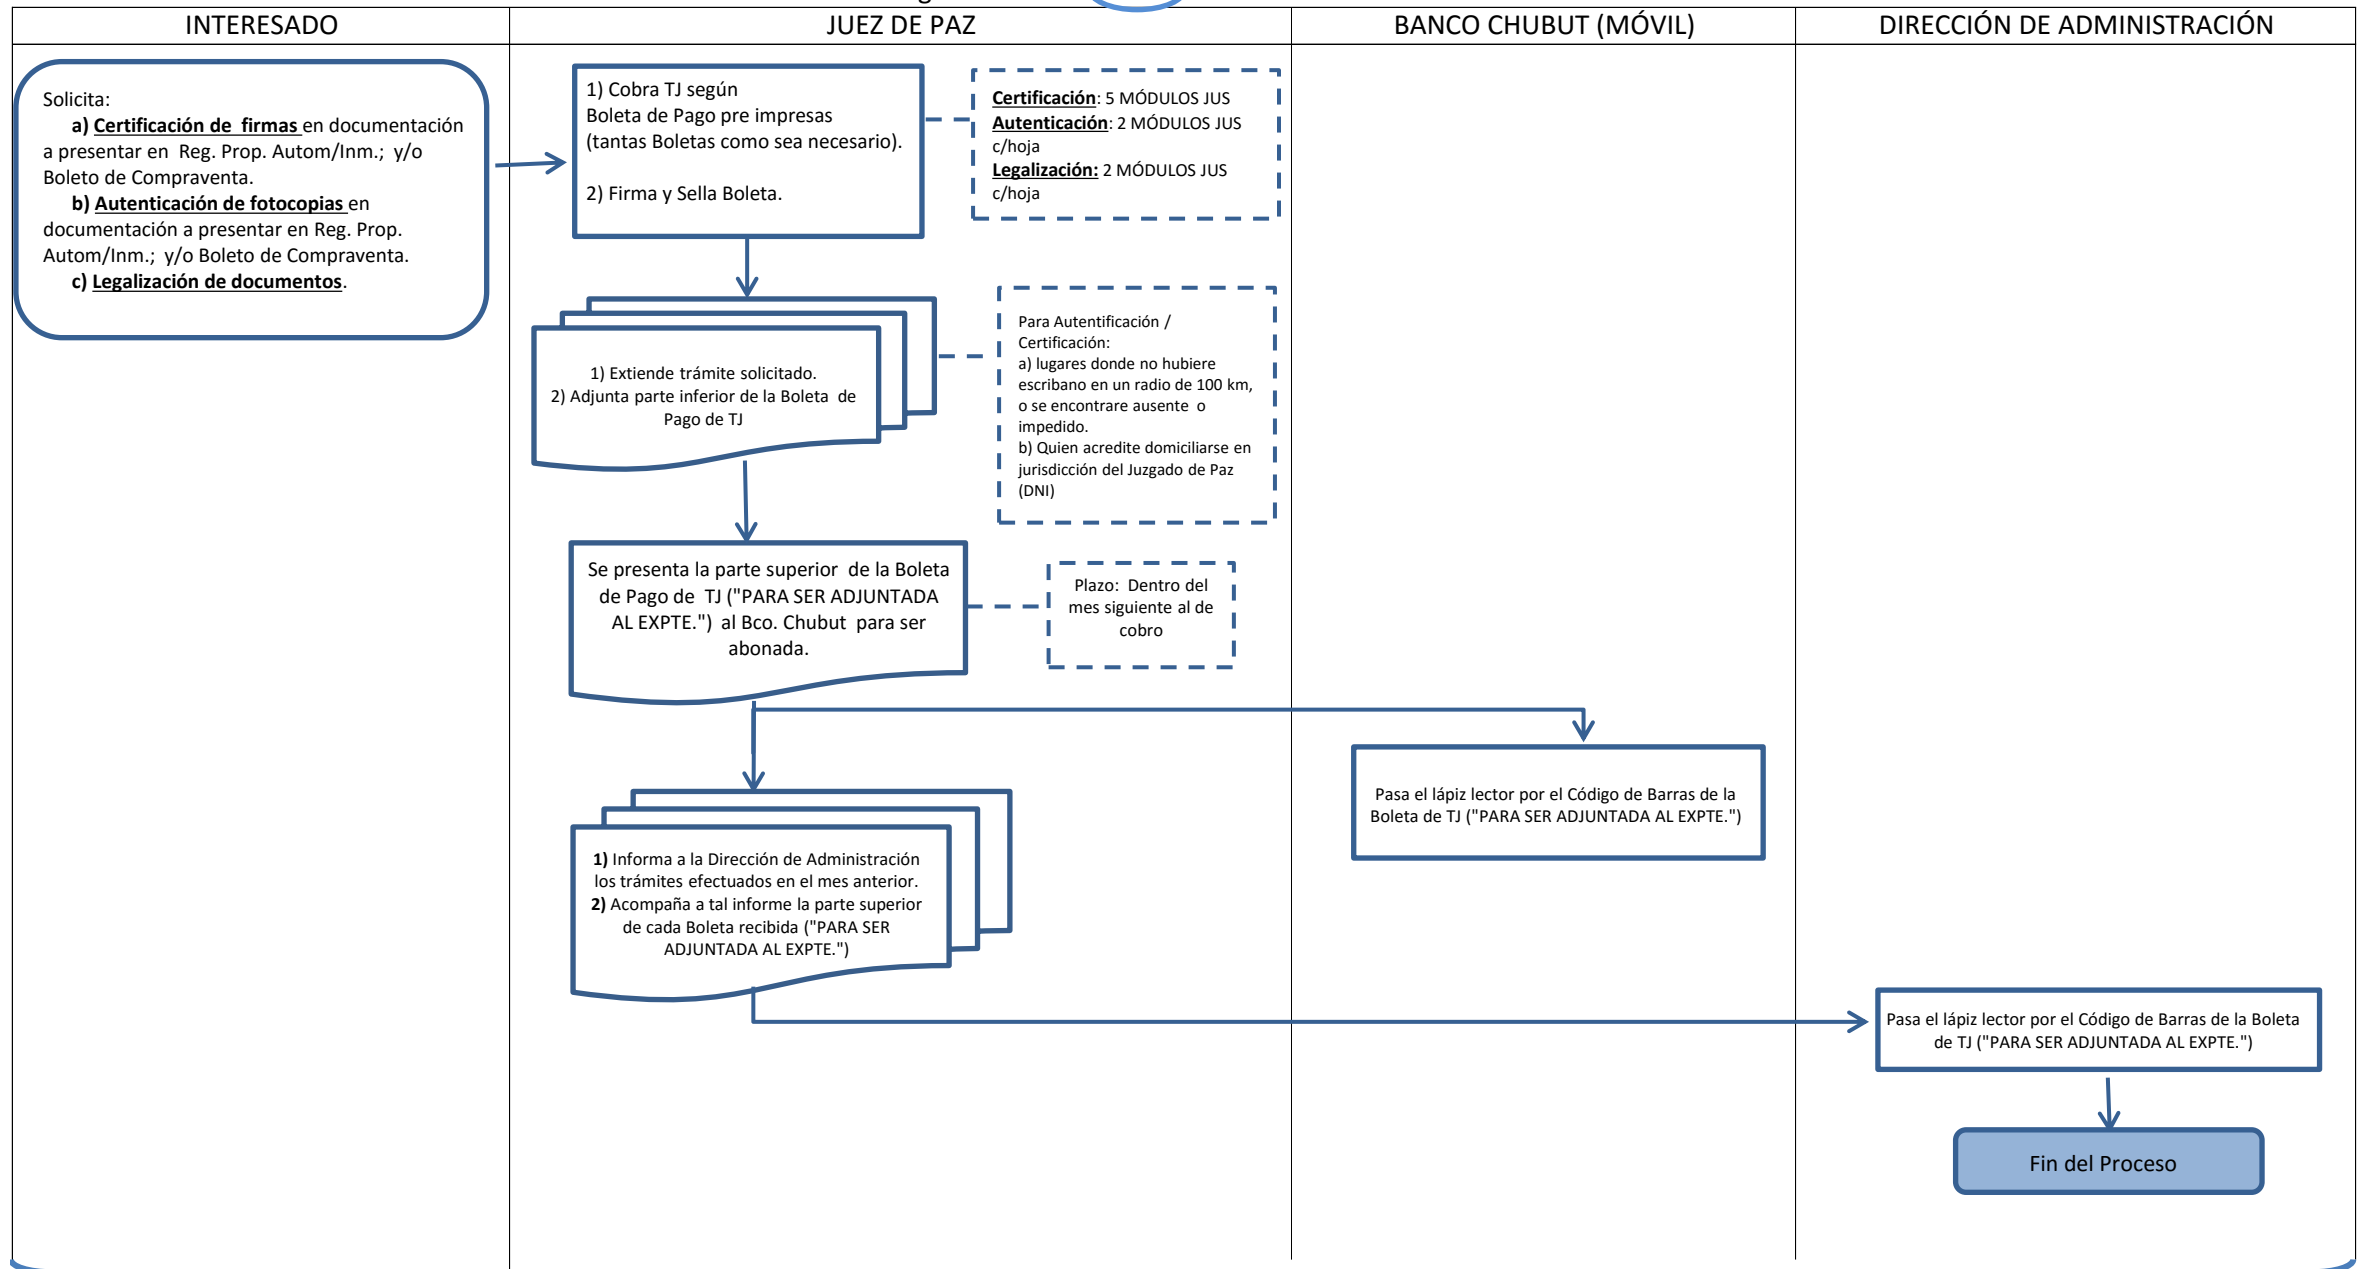 INTERESADO
JUEZ DE PAZ
BANCO CHUBUT (MÓVIL)
DIRECCIÓN DE ADMINISTRACIÓN
Solicita:
a) Certificación de firmas en documentación
a presentar en Reg. Prop. Autom/Inm.; y/o
Boleto de Compraventa.
b) Autenticación de fotocopias en
documentación a presentar en Reg. Prop.
Autom/Inm.; y/o Boleto de Compraventa.
c) Legalización de documentos.
1) Cobra TJ según
Boleta de Pago pre impresas
(tantas Boletas como sea necesario).
2) Firma y Sella Boleta.
Certificación: 5 MÓDULOS JUS
Autenticación: 2 MÓDULOS JUS
c/hoja
Legalización: 2 MÓDULOS JUS
c/hoja
1) Extiende trámite solicitado.
2) Adjunta parte inferior de la Boleta de
Pago de TJ
Para Autentificación /
Certificación:
a) lugares donde no hubiere
escribano en un radio de 100 km,
o se encontrare ausente o
impedido.
b) Quien acredite domiciliarse en
jurisdicción del Juzgado de Paz
(DNI)
Se presenta la parte superior de la Boleta
de Pago de TJ ("PARA SER ADJUNTADA
AL EXPTE.") al Bco. Chubut para ser
abonada.
Plazo: Dentro del
mes siguiente al de
cobro
Pasa el lápiz lector por el Código de Barras de la
Boleta de TJ ("PARA SER ADJUNTADA AL EXPTE.")
1) Informa a la Dirección de Administración
los trámites efectuados en el mes anterior.
2) Acompaña a tal informe la parte superior
de cada Boleta recibida ("PARA SER
ADJUNTADA AL EXPTE.")
Pasa el lápiz lector por el Código de Barras de la Boleta
de TJ ("PARA SER ADJUNTADA AL EXPTE.")
Fin del Proceso